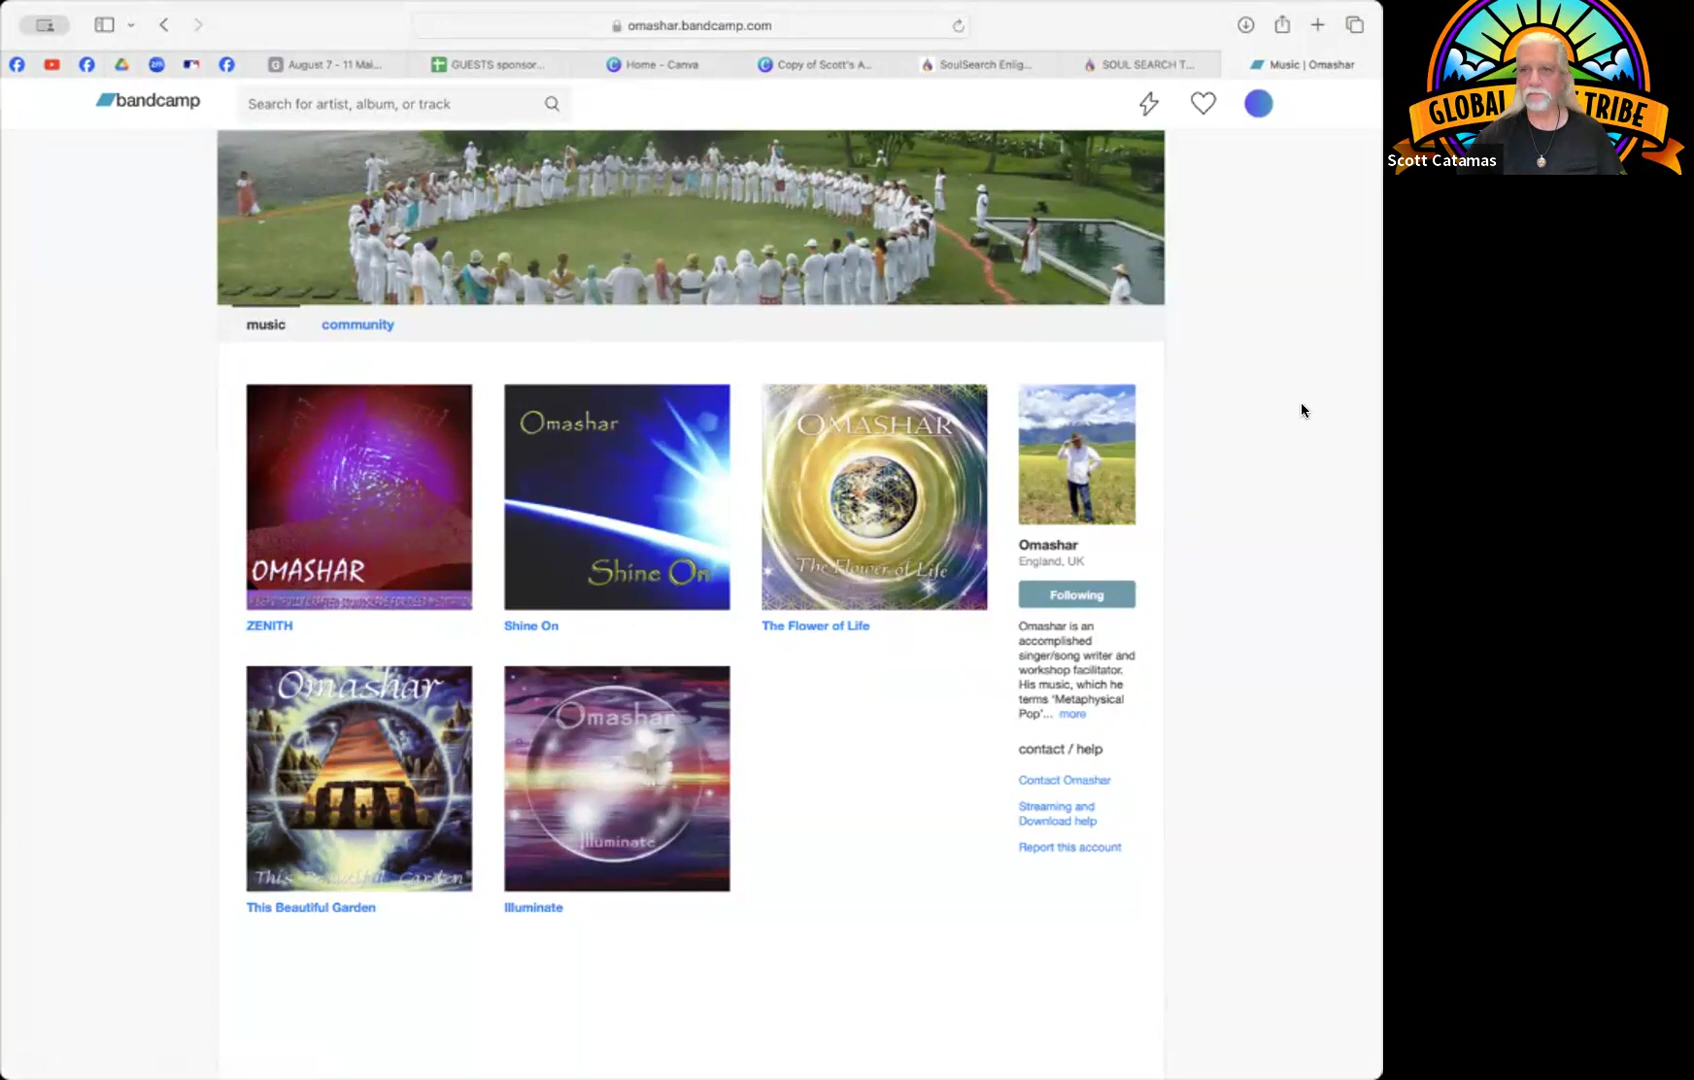 omashar.bandcamp.com
August 7 - 11 Mai...
GUESTS sponsor...
Home - Canva
Copy of Scott's A...
SoulSearch Enlig...
SOUL SEARCH T...
Music | Omashar
bandcamp
Search for artist, album, or track
GLOBAL TRIBE
Scott Catamas
music
community
OMASHAR
ZENITH
Omashar
Shine On
Shine On
OMASHAR
The Flower of Life
The Flower of Life
Omashar
This Beautiful Garden
This Beautiful Garden
Omashar
Illuminate
Illuminate
Omashar
England, UK
Following
Omashar is an
accomplished
singer/song writer and
workshop facilitator.
His music, which he
terms 'Metaphysical
Pop'... more
contact / help
Contact Omashar
Streaming and
Download help
Report this account